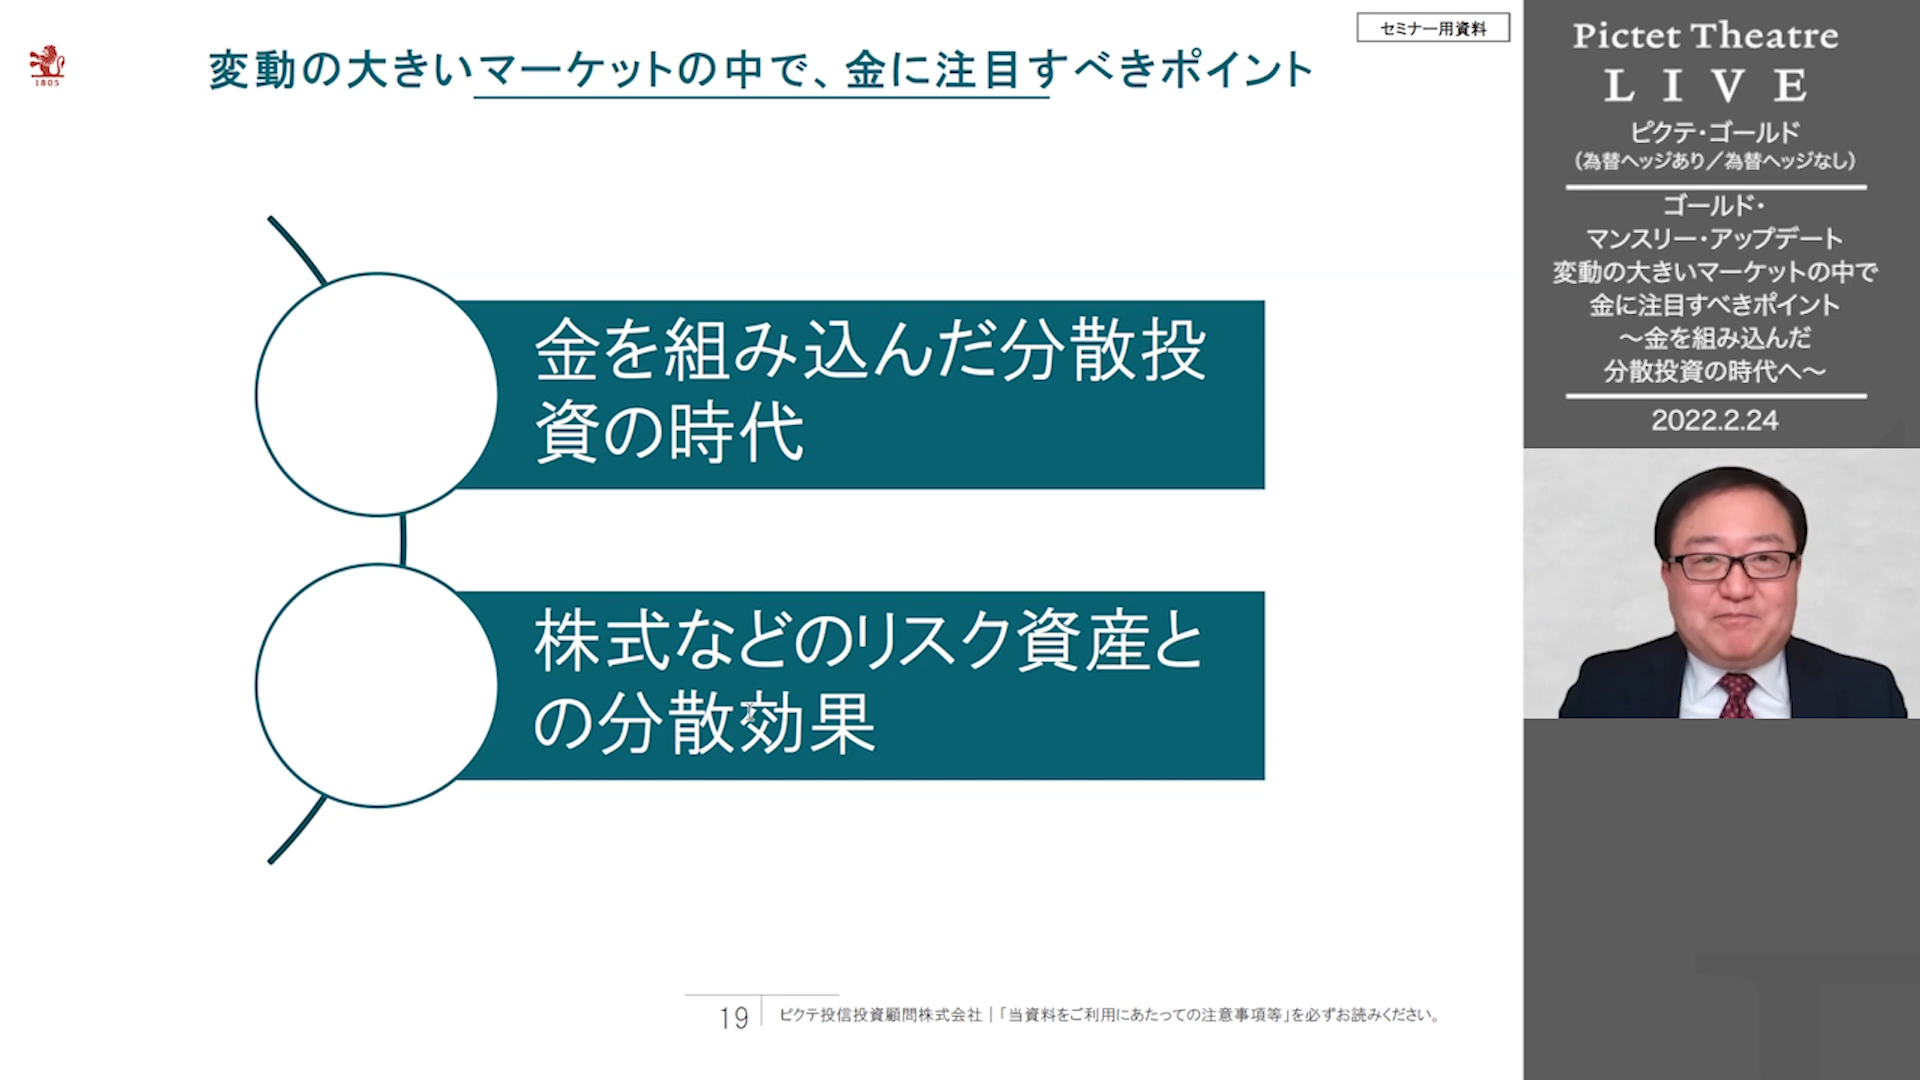 セミナー用資料
1805
変動の大きいマーケットの中で、金に注目すべきポイント
金を組み込んだ分散投
資の時代
株式などのリスク資産と
の分散効果
19
ピクテ投信投資顧問株式会社｜「当資料をご利用にあたっての注意事項等」を必ずお読みください。
Pictet Theatre
LIVE
ピクテ・ゴールド
（為替ヘッジあり／為替ヘッジなし）
ゴールド・
マンスリー・アップデート
変動の大きいマーケットの中で
金に注目すべきポイント
～金を組み込んだ
分散投資の時代へ～
2022.2.24